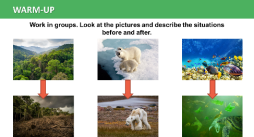 WARM-UP
Work in groups. Look at the pictures and describe the situations
before and after.